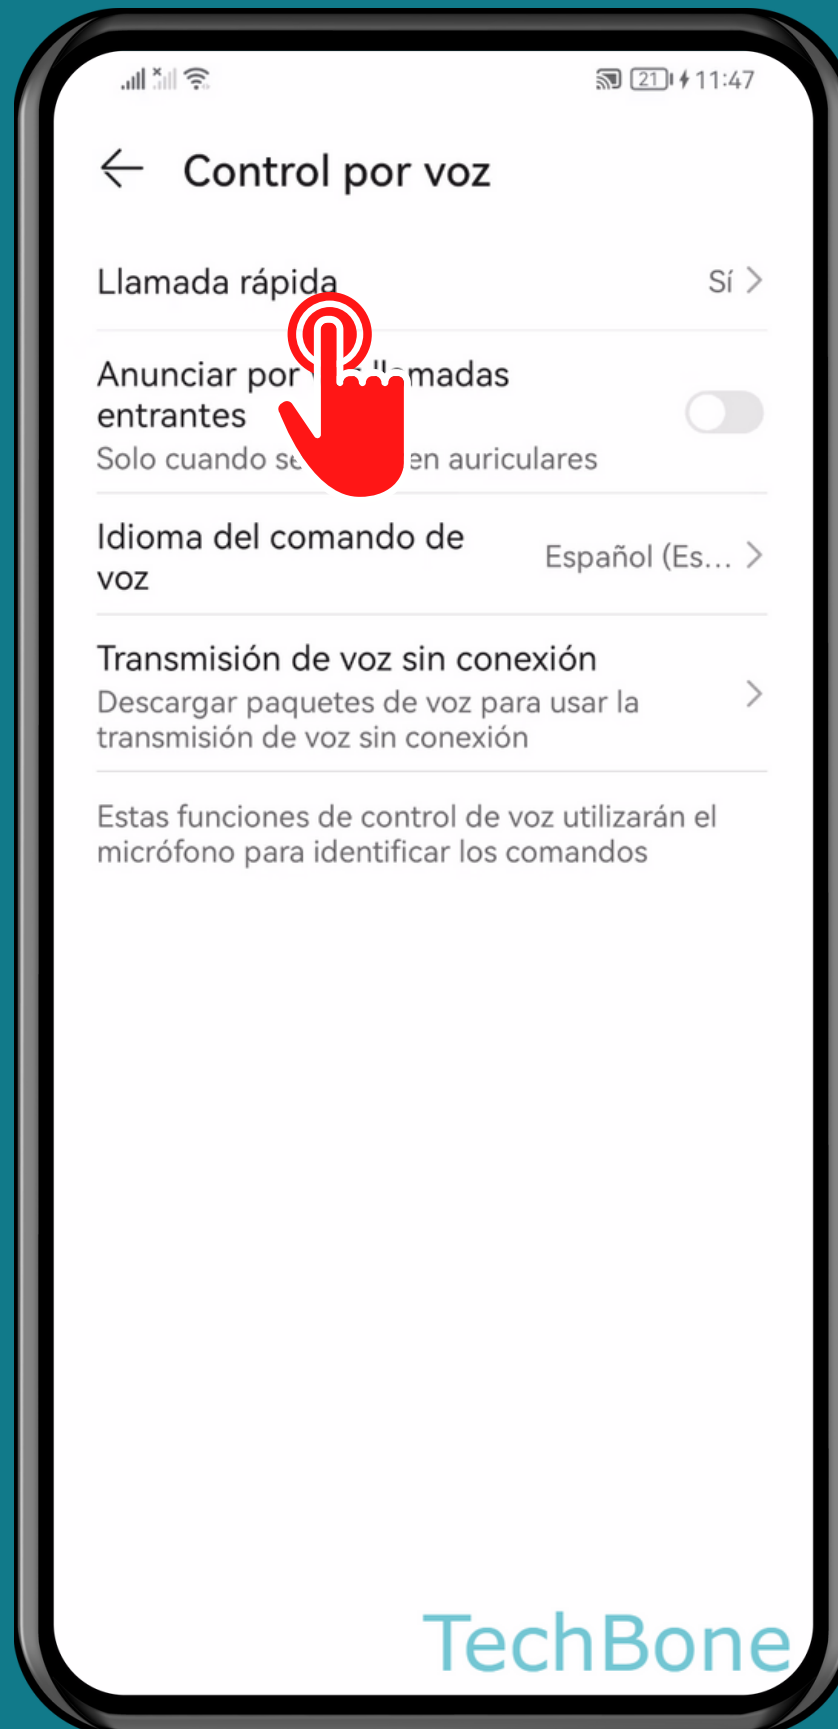 21 11:47
Control por voz
Llamada rápida Sí
Anunciar por llamadas
entrantes
Solo cuando en auriculares
Idioma del comando de
voz
Español (Es...
Transmisión de voz sin conexión
Descargar paquetes de voz para usar la
transmisión de voz sin conexión
Estas funciones de control de voz utilizarán el
micrófono para identificar los comandos
TechBone